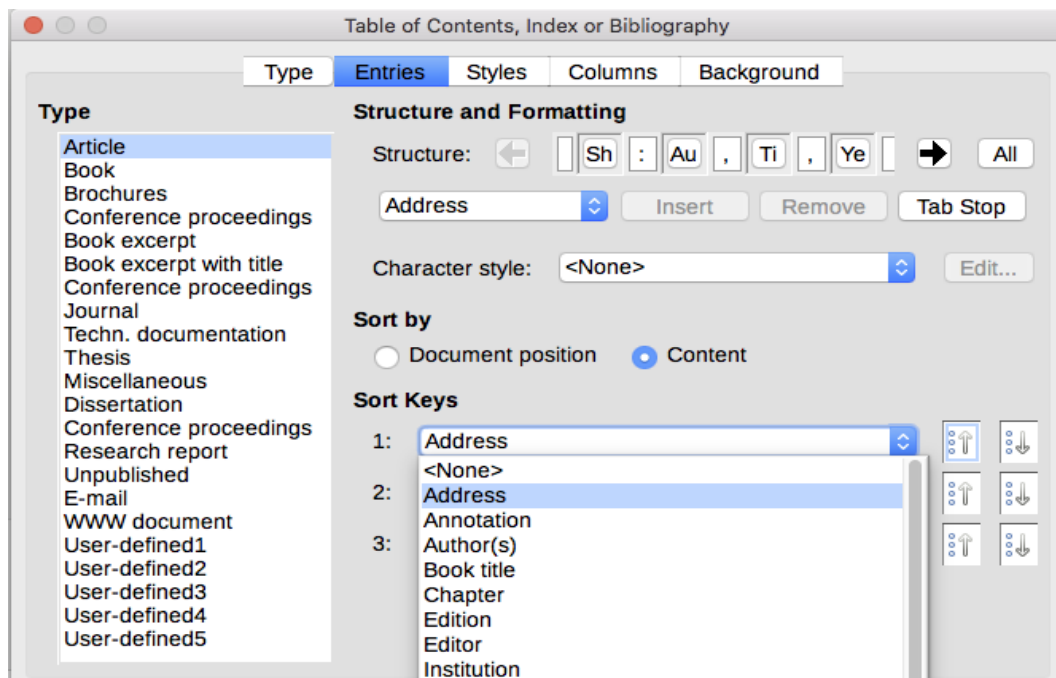 Table of Contents, Index or Bibliography
Type Entries Styles Columns Background
Type
Article
Book
Brochures
Conference proceedings
Book excerpt
Book excerpt with title
Conference proceedings
Journal
Techn. documentation
Thesis
Miscellaneous
Dissertation
Conference proceedings
Research report
Unpublished
E-mail
WWW document
User-defined1
User-defined2
User-defined3
User-defined4
User-defined5
Structure and Formatting
Structure: Sh : Au , Ti , Ye All
Address Insert Remove Tab Stop
Character style: <None> Edit...
Sort by
Document position Content
Sort Keys
1: Address
<None>
2: Address
Annotation
3: Author(s)
Book title
Chapter
Edition
Editor
Institution